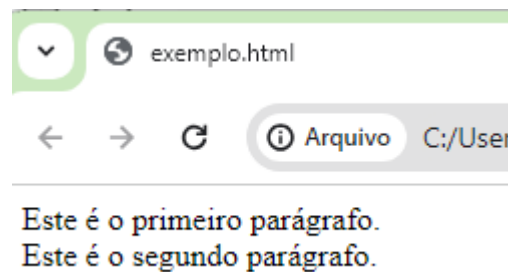 exemplo.html
Arquivo C:/User
Este é o primeiro parágrafo.
Este é o segundo parágrafo.